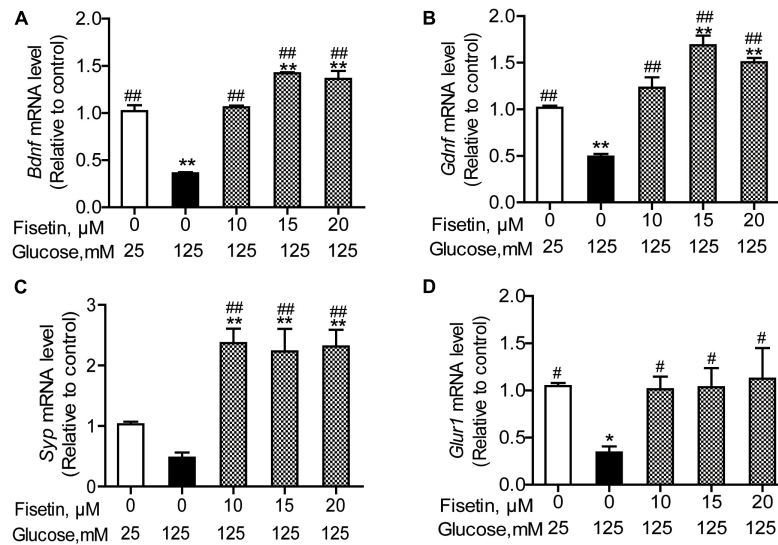 A
Bdnf mRNA level
(Relative to control)
2.0
1.5
1.0
0.5
0.0
##
**
##
##
**
##
**
Fisetin, µM 0 0 10 15 20
Glucose,mM 25 125 125 125 125
B
Gdnf mRNA level
(Relative to control)
2.0
1.5
1.0
0.5
0.0
##
**
##
##
**
##
**
Fisetin, µM 0 0 10 15 20
Glucose,mM 25 125 125 125 125
C
Syp mRNA level
(Relative to control)
3
2
1
0
##
**
##
**
##
**
Fisetin, µM 0 0 10 15 20
Glucose,mM 25 125 125 125 125
D
Glur1 mRNA level
(Relative to control)
2.0
1.5
1.0
0.5
0.0
#
*
#
#
#
Fisetin, µM 0 0 10 15 20
Glucose,mM 25 125 125 125 125